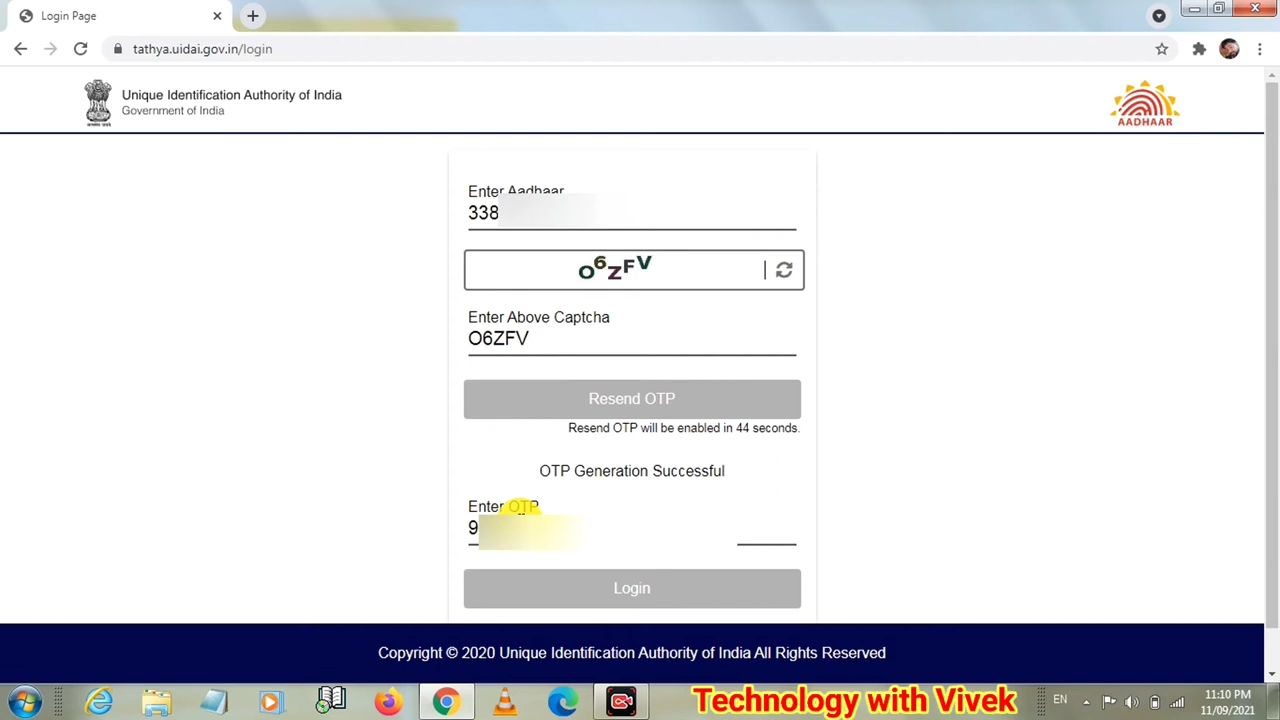 Login Page
tathya.uidai.gov.in/login
Unique Identification Authority of India
Government of India
AADHAAR
Enter Aadhaar
338
O6ZFV
Enter Above Captcha
O6ZFV
Resend OTP
Resend OTP will be enabled in 44 seconds.
OTP Generation Successful
Enter OTP
9
Login
Copyright © 2020 Unique Identification Authority of India All Rights Reserved
Technology with Vivek
EN
11:10 PM
11/09/2021